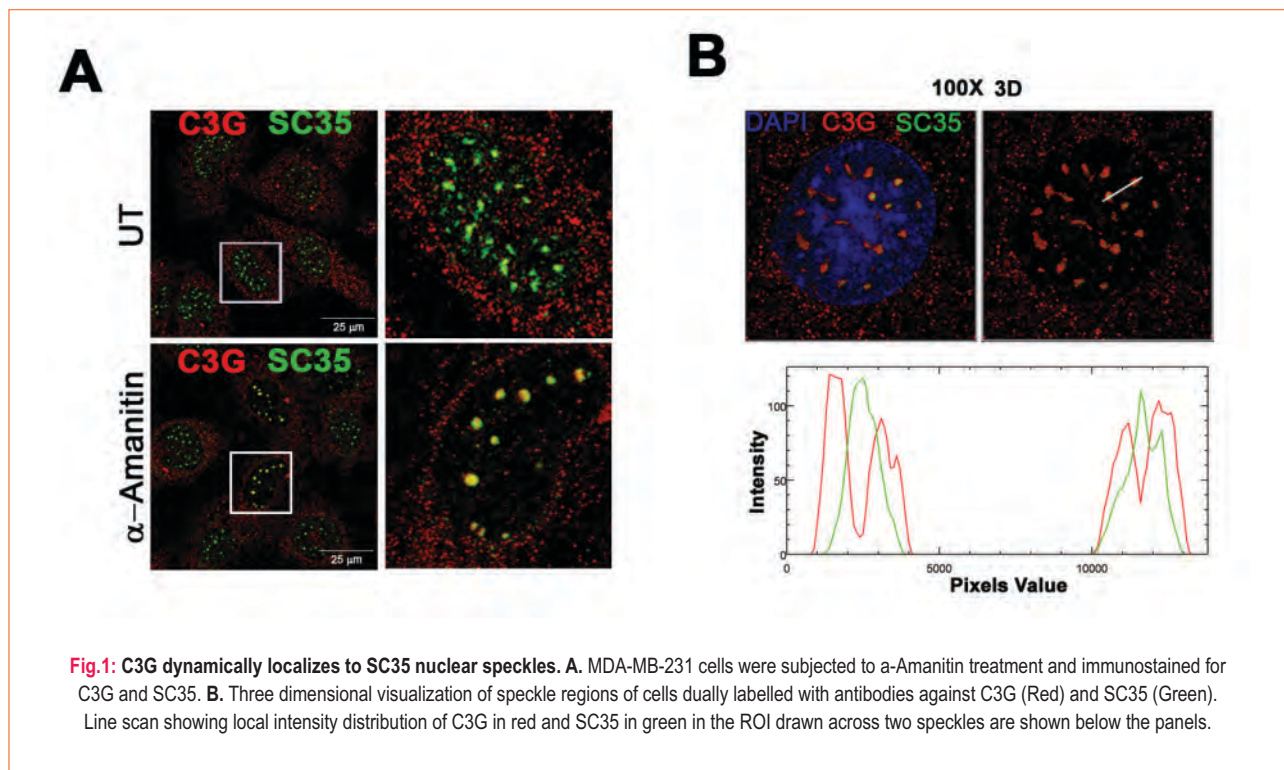 A
B
100X 3D
C3G SC35
DAPI C3G SC35
UT
25 µm
C3G SC35
α–Amanitin
25 µm
Intensity
100
50
0
0 5000 10000
Pixels Value
Fig.1: C3G dynamically localizes to SC35 nuclear speckles. A. MDA-MB-231 cells were subjected to a-Amanitin treatment and immunostained for
C3G and SC35. B. Three dimensional visualization of speckle regions of cells dually labelled with antibodies against C3G (Red) and SC35 (Green).
Line scan showing local intensity distribution of C3G in red and SC35 in green in the ROI drawn across two speckles are shown below the panels.